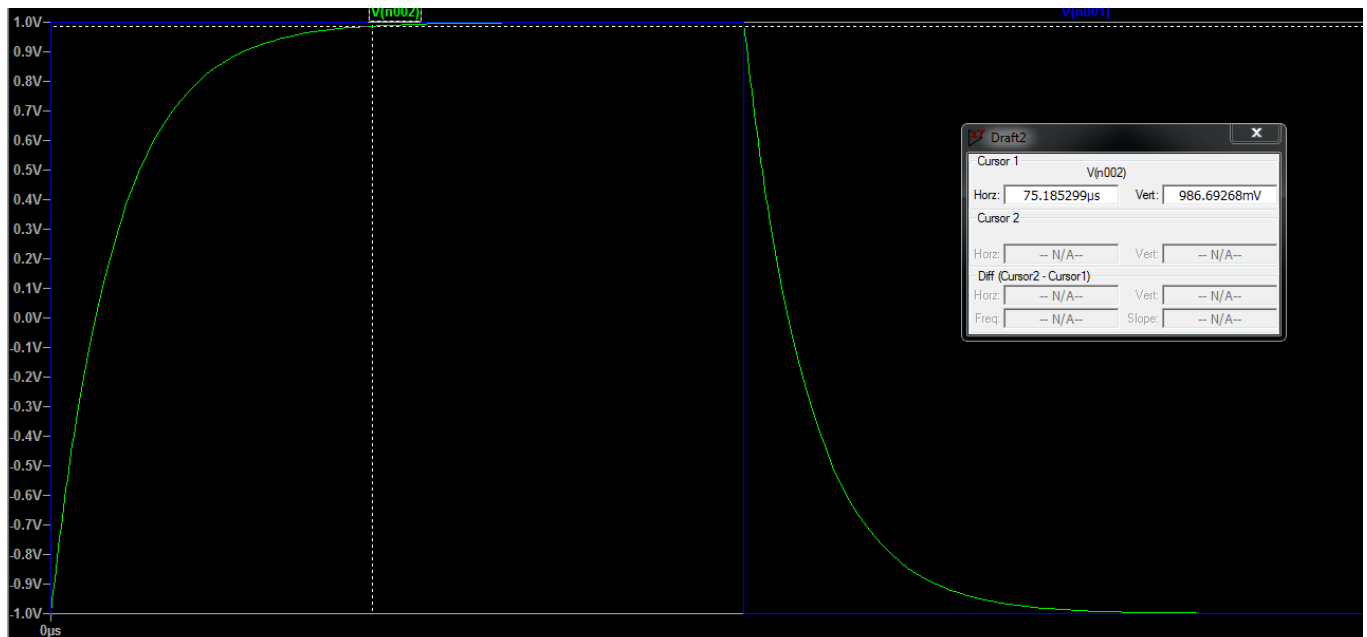 V(n002)
V(n001)
1.0V
0.9V
0.8V
0.7V
0.6V
0.5V
0.4V
0.3V
0.2V
0.1V
0.0V
-0.1V
-0.2V
-0.3V
-0.4V
-0.5V
-0.6V
-0.7V
-0.8V
-0.9V
-1.0V
0µs
Draft2
Cursor 1
V(n002)
Horz: 75.185299µs Vert: 986.69268mV
Cursor 2
Horz: -- N/A-- Vert: -- N/A--
Diff (Cursor2 - Cursor1)
Horz: -- N/A-- Vert: -- N/A--
Freq: -- N/A-- Slope: -- N/A--